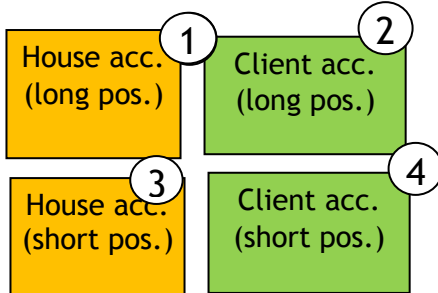 1
House acc.
(long pos.)
2
Client acc.
(long pos.)
3
House acc.
(short pos.)
4
Client acc.
(short pos.)